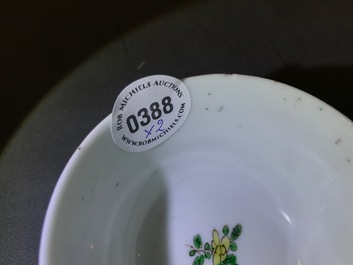 ROB MICHIELS AUCTIONS
0388
x2
WWW.ROBMICHIELS.COM